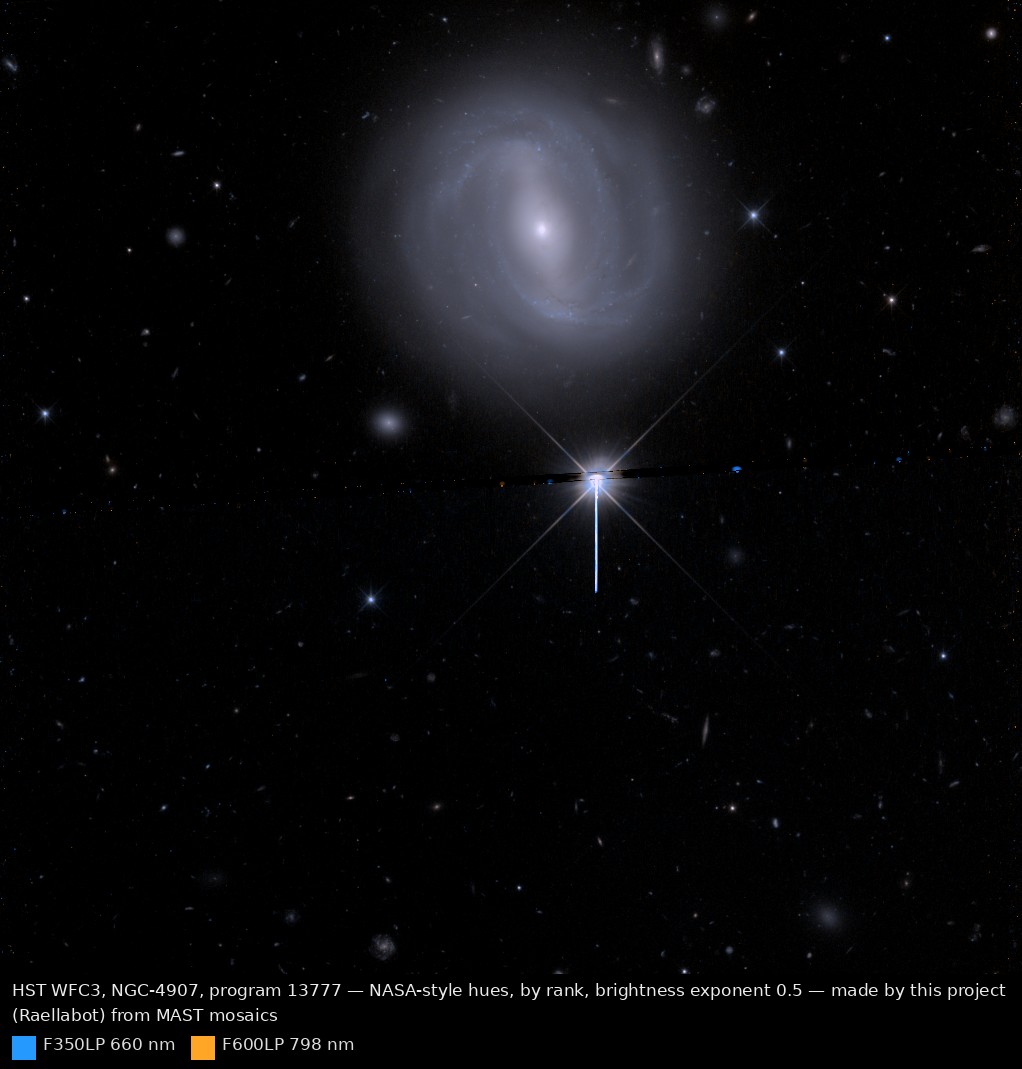 HST WFC3, NGC-4907, program 13777 — NASA-style hues, by rank, brightness exponent 0.5 — made by this project
(Raellabot) from MAST mosaics
F350LP 660 nm F600LP 798 nm